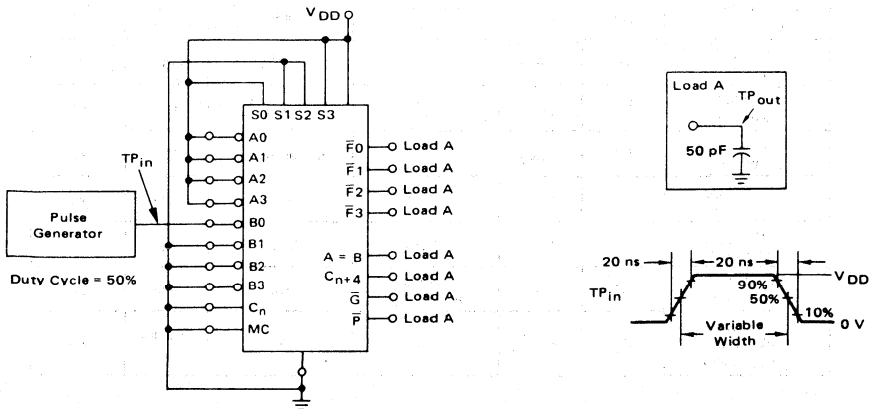 V DD
S0 S1 S2 S3
A0
A1
A2
A3
B0
B1
B2
B3
Cn
MC
TPin
Pulse
Generator
Duty Cycle = 50%
F̅0 Load A
F̅1 Load A
F̅2 Load A
F̅3 Load A
A = B Load A
Cn+4 Load A
G̅ Load A
P̅ Load A
Load A
TPout
50 pF
20 ns 20 ns
VDD
90%
50%
10%
TPin
0 V
Variable
Width